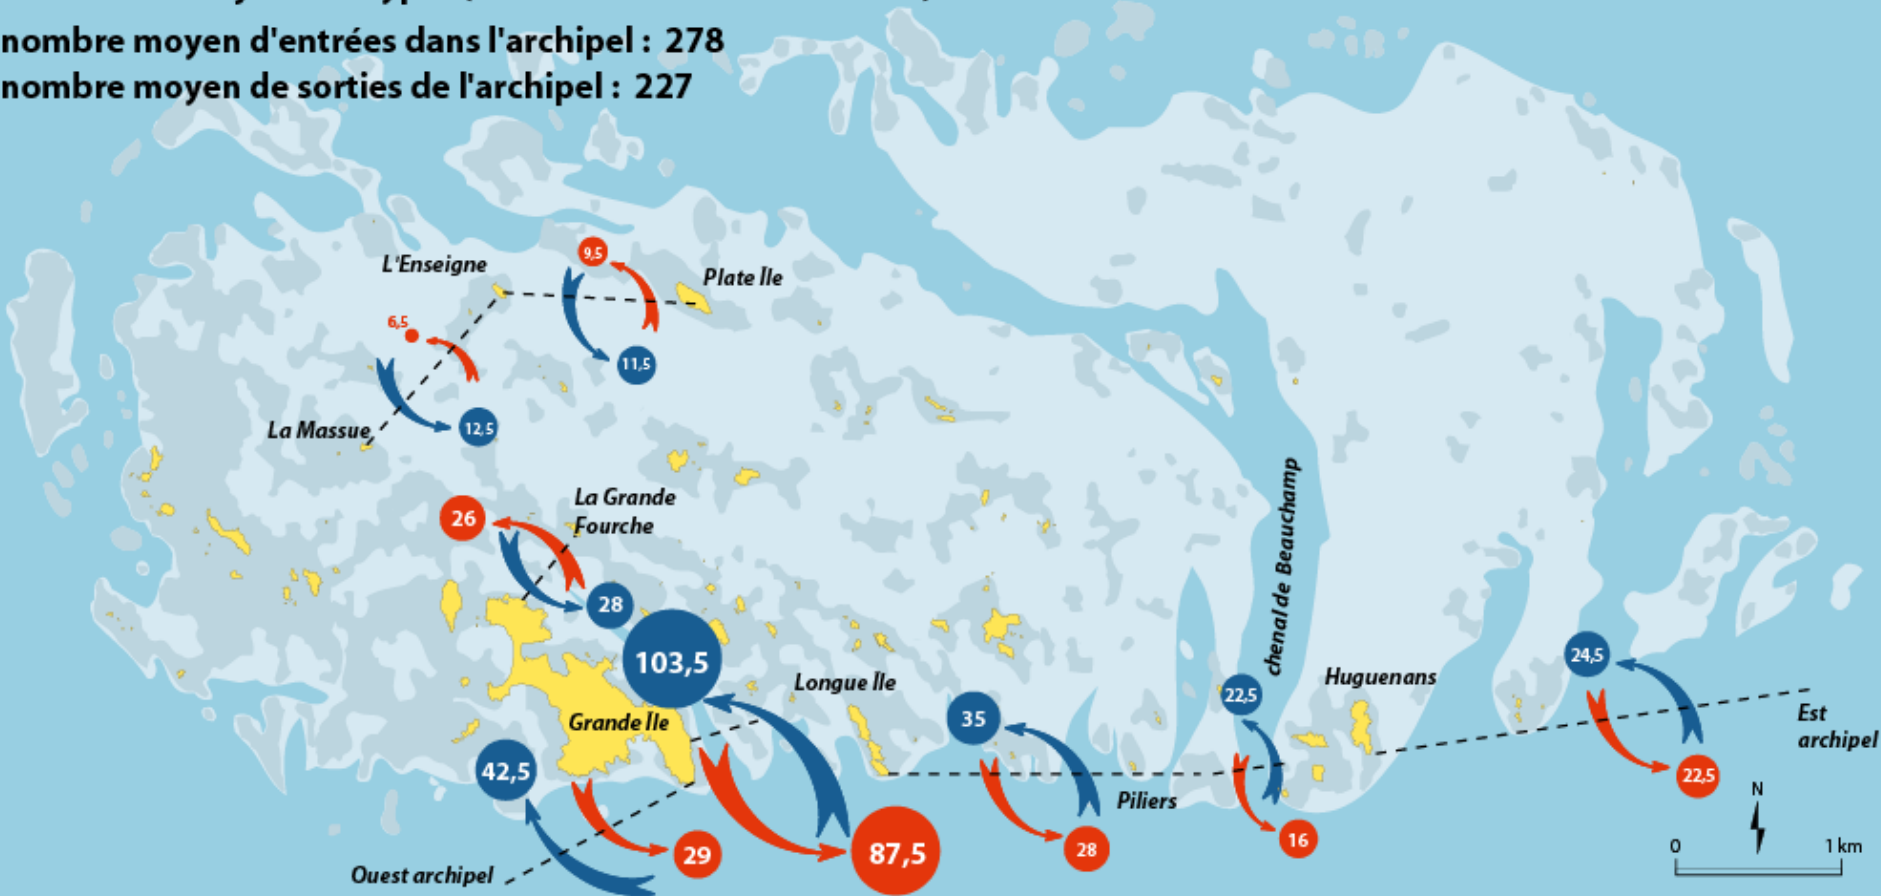 nombre moyen d'entrées dans l'archipel : 278
nombre moyen de sorties de l'archipel : 227
L'Enseigne
9,5
Plate Île
6,5
11,5
La Massue
12,5
La Grande
Fourche
26
28
chenal de Beauchamp
103,5
Longue Île
Huguenans
24,5
22,5
35
Grande Île
Est
archipel
42,5
22,5
Piliers
N
16
28
0
1 km
29
87,5
Ouest archipel